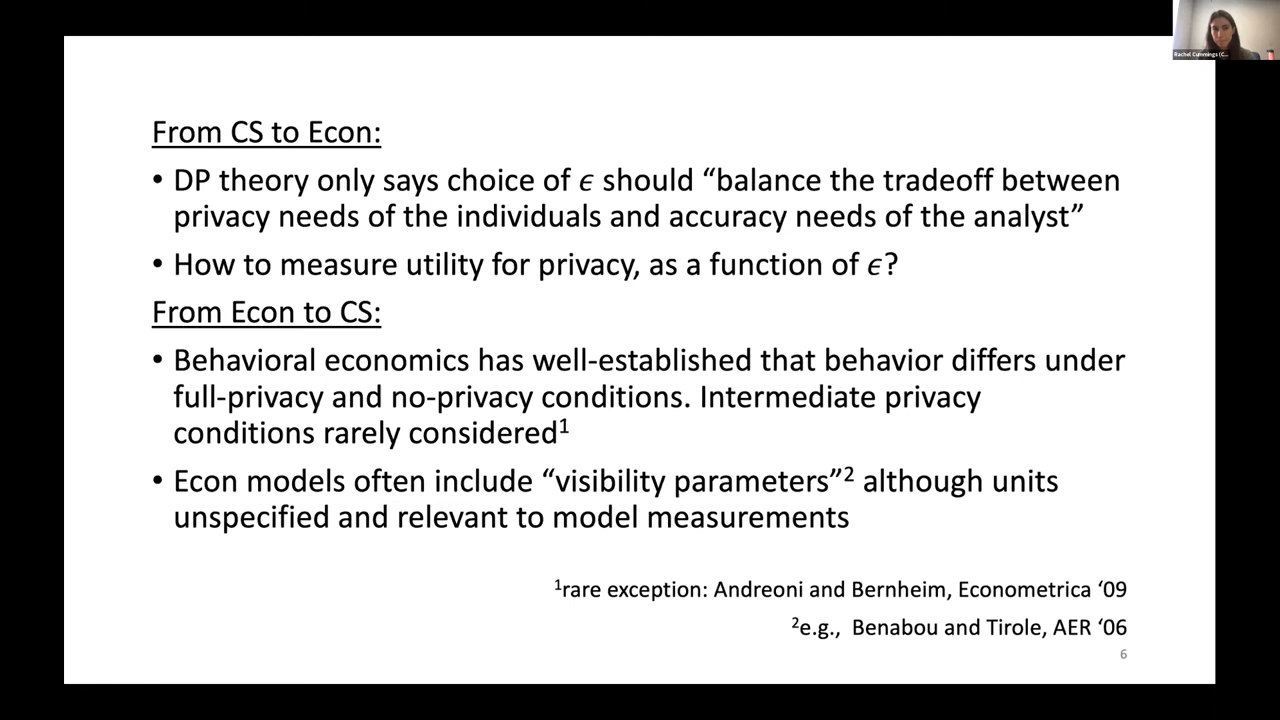 Rachel Cummings (C...
From CS to Econ:
• DP theory only says choice of ϵ should “balance the tradeoff between
privacy needs of the individuals and accuracy needs of the analyst”
• How to measure utility for privacy, as a function of ϵ?
From Econ to CS:
• Behavioral economics has well-established that behavior differs under
full-privacy and no-privacy conditions. Intermediate privacy
conditions rarely considered¹
• Econ models often include “visibility parameters”² although units
unspecified and relevant to model measurements
¹rare exception: Andreoni and Bernheim, Econometrica ‘09
²e.g., Benabou and Tirole, AER ‘06
6